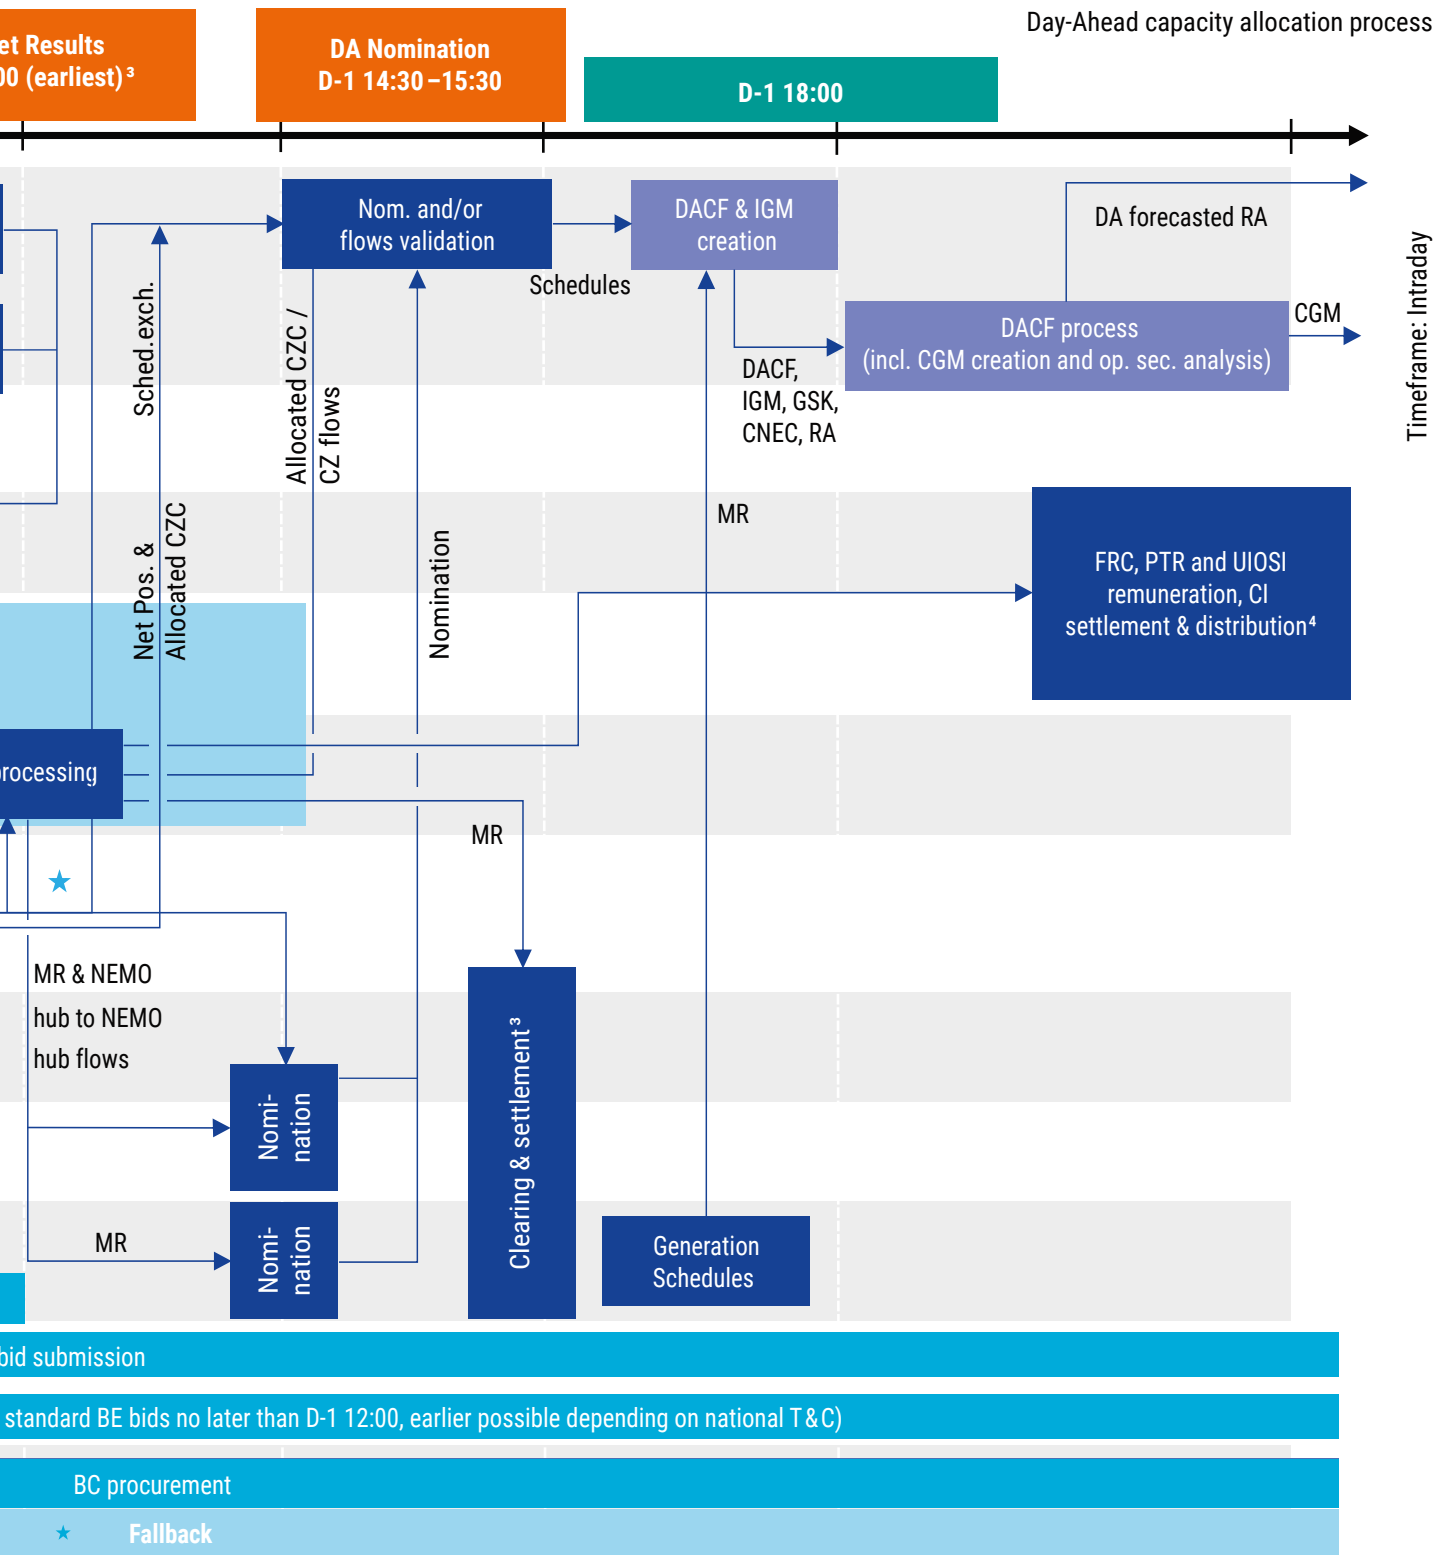 Day-Ahead capacity allocation process
et Results
00 (earliest)³
DA Nomination
D-1 14:30–15:30
D-1 18:00
Nom. and/or
flows validation
DACF & IGM
creation
DA forecasted RA
Timeframe: Intraday
Schedules
Sched.exch.
Allocated CZC /
CZ flows
DACF process
(incl. CGM creation and op. sec. analysis)
CGM
DACF,
IGM, GSK,
CNEC, RA
MR
Net Pos. &
Allocated CZC
Nomination
FRC, PTR and UIOSI
remuneration, CI
settlement & distribution⁴
processing
MR
MR & NEMO
hub to NEMO
hub flows
Nomi-
nation
Clearing & settlement³
MR
Nomi-
nation
Generation
Schedules
bid submission
standard BE bids no later than D-1 12:00, earlier possible depending on national T&C)
BC procurement
Fallback